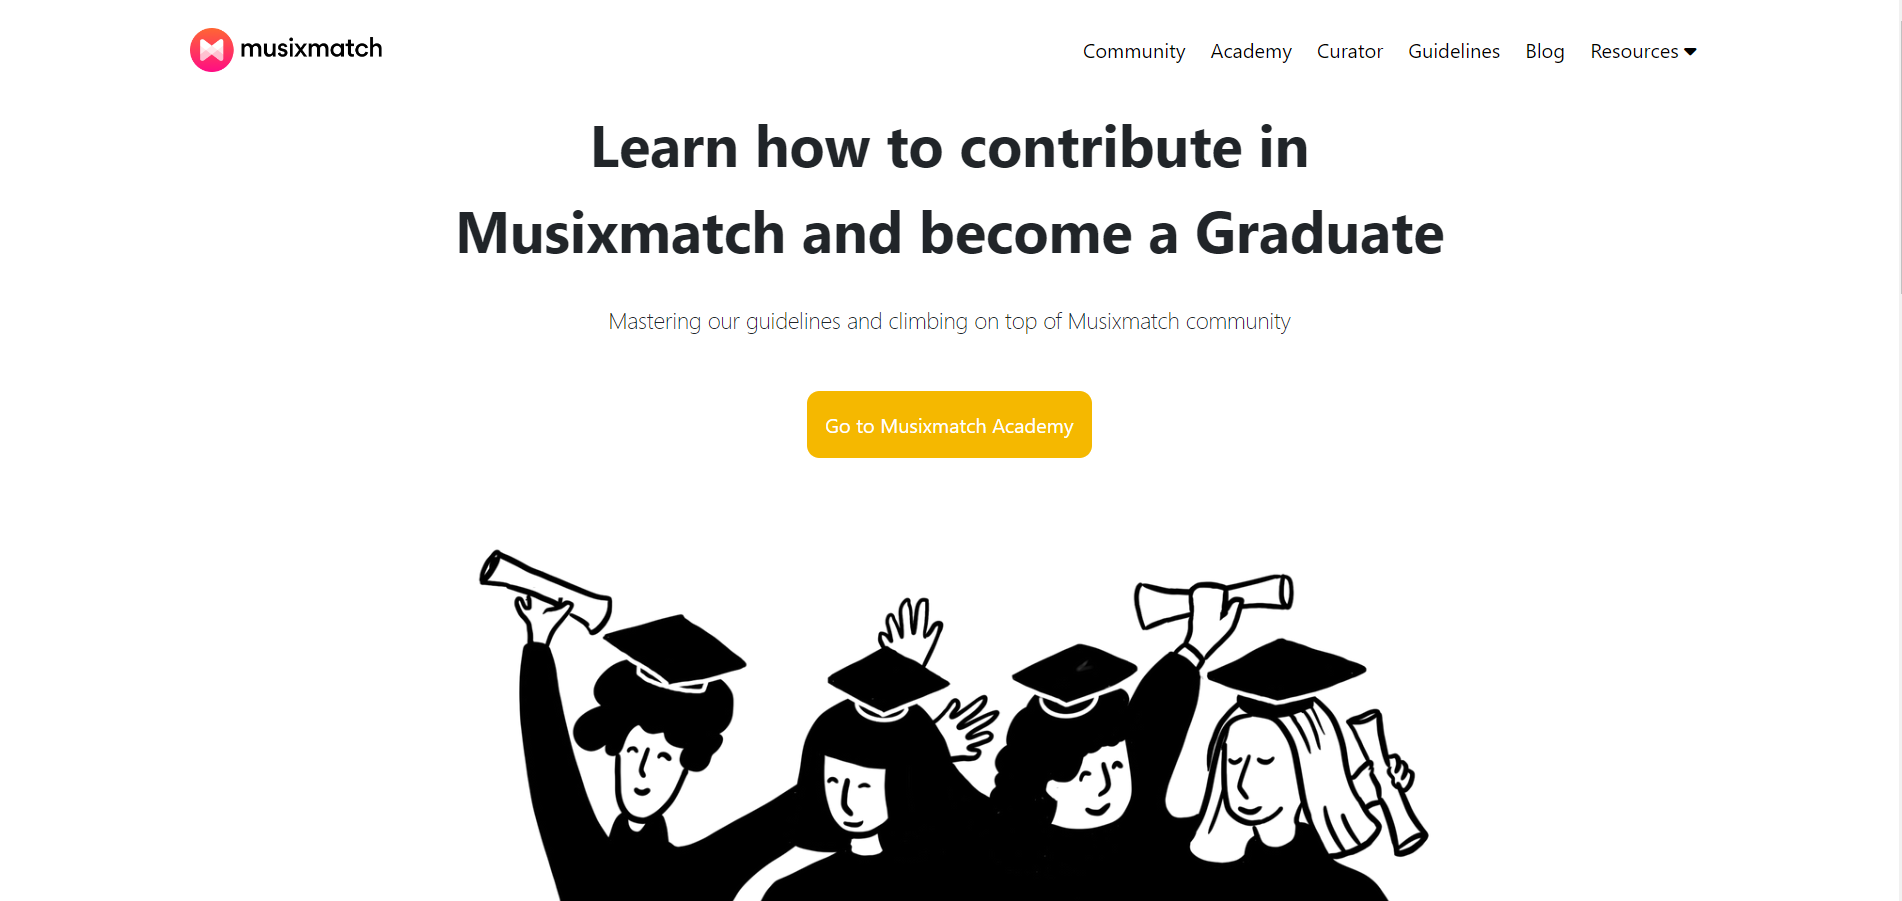 musixmatch
Community Academy Curator Guidelines Blog Resources
Learn how to contribute in
Musixmatch and become a Graduate
Mastering our guidelines and climbing on top of Musixmatch community
Go to Musixmatch Academy